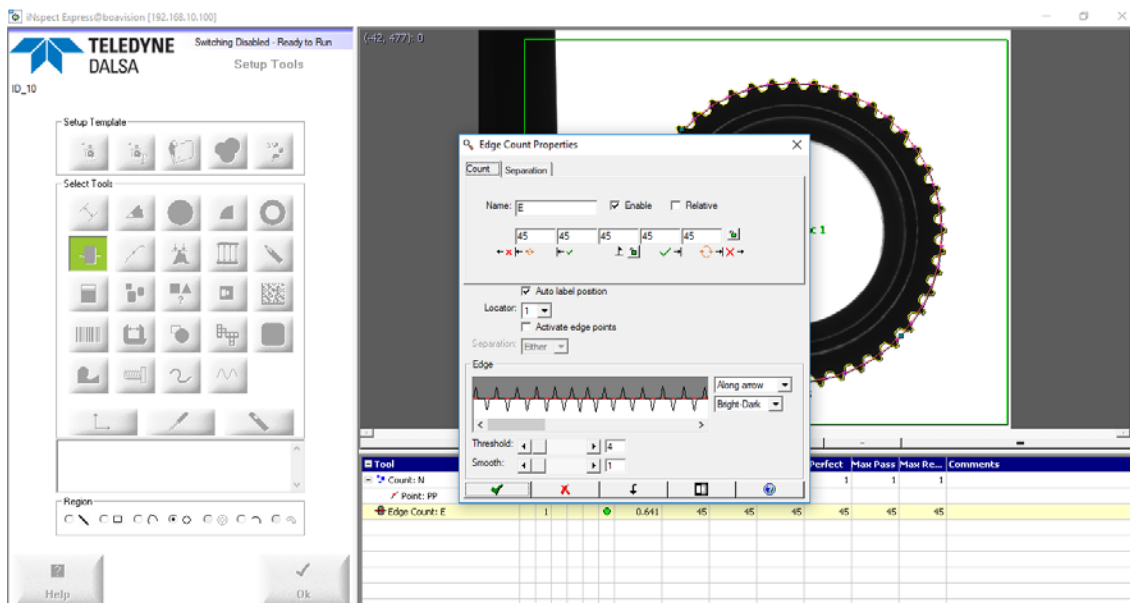 iNspect Express@boavision [192.168.10.100]
TELEDYNE DALSA
Switching Disabled - Ready to Run
Setup Tools
ID_10
Setup Template
Select Tools
Region
Help
Ok
(-42, 477): 0
Edge Count Properties
Count Separation
Name: E Enable Relative
45 45 45 45 45
Auto label position
Locator: 1
Activate edge points
Separation: Either
Edge
Along arrow
Bright-Dark
Threshold: 4
Smooth: 1
c 1
Tool Perfect Max Pass Max Re... Comments
Count: N 1 1 1
Point: PP
Edge Count: E 1 0.641 45 45 45 45 45 45